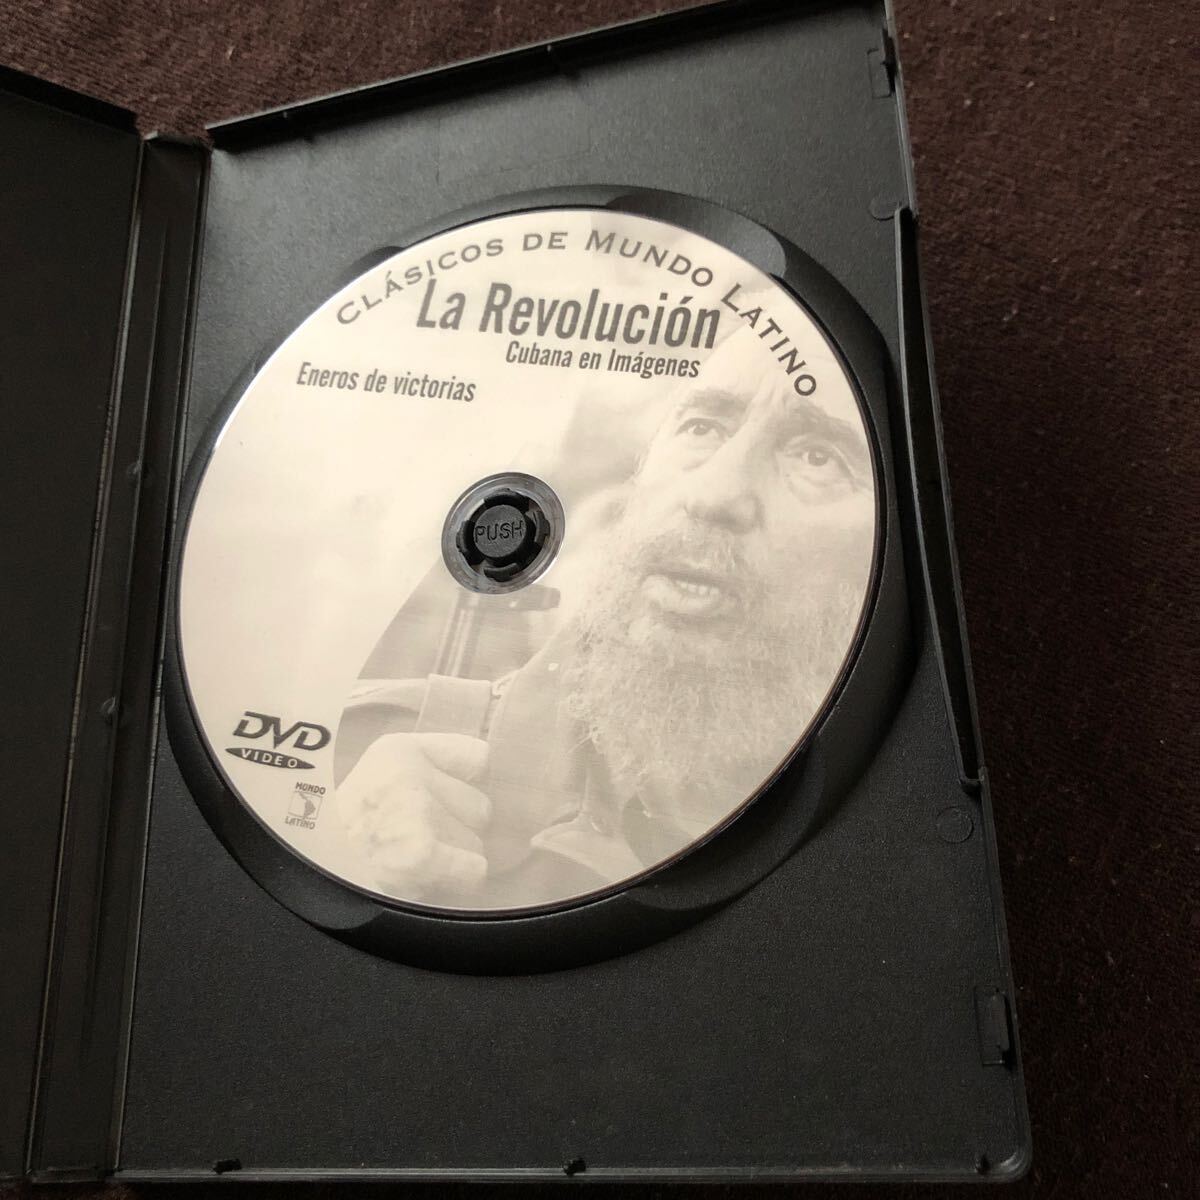 CLÁSICOS DE MUNDO LATINO
La Revolución
Cubana en Imágenes
Eneros de victorias
PUSH
DVD
VIDEO
MUNDO
LATINO